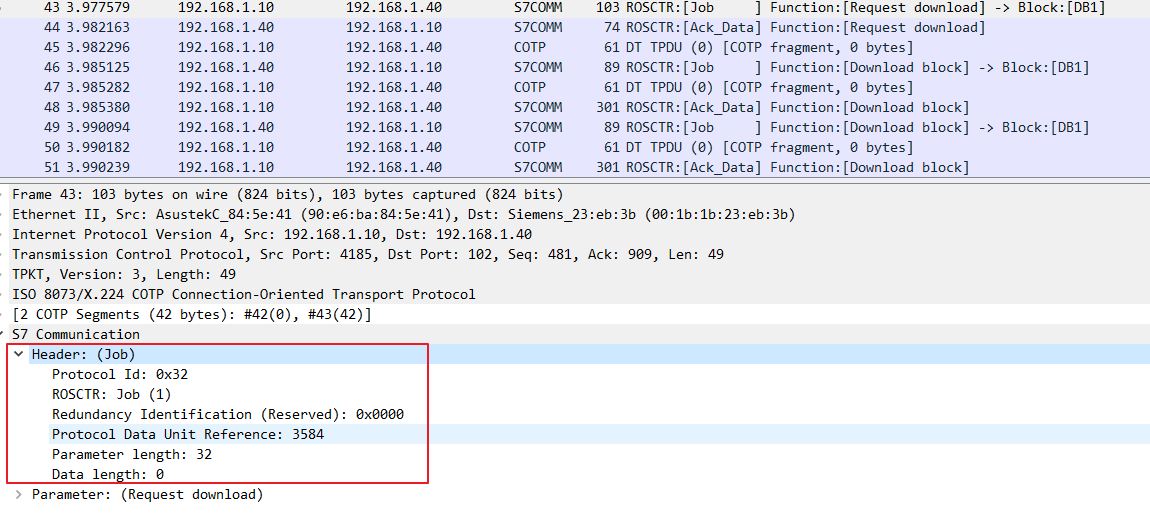 43 3.977579 192.168.1.10 192.168.1.40 S7COMM 103 ROSCTR:[Job ] Function:[Request download] -> Block:[DB1]
44 3.982163 192.168.1.40 192.168.1.10 S7COMM 74 ROSCTR:[Ack_Data] Function:[Request download]
45 3.982296 192.168.1.10 192.168.1.40 COTP 61 DT TPDU (0) [COTP fragment, 0 bytes]
46 3.985125 192.168.1.40 192.168.1.10 S7COMM 89 ROSCTR:[Job ] Function:[Download block] -> Block:[DB1]
47 3.985282 192.168.1.10 192.168.1.40 COTP 61 DT TPDU (0) [COTP fragment, 0 bytes]
48 3.985380 192.168.1.10 192.168.1.40 S7COMM 301 ROSCTR:[Ack_Data] Function:[Download block]
49 3.990094 192.168.1.40 192.168.1.10 S7COMM 89 ROSCTR:[Job ] Function:[Download block] -> Block:[DB1]
50 3.990182 192.168.1.10 192.168.1.40 COTP 61 DT TPDU (0) [COTP fragment, 0 bytes]
51 3.990239 192.168.1.10 192.168.1.40 S7COMM 301 ROSCTR:[Ack_Data] Function:[Download block]
Frame 43: 103 bytes on wire (824 bits), 103 bytes captured (824 bits)
Ethernet II, Src: AsustekC_84:5e:41 (90:e6:ba:84:5e:41), Dst: Siemens_23:eb:3b (00:1b:1b:23:eb:3b)
Internet Protocol Version 4, Src: 192.168.1.10, Dst: 192.168.1.40
Transmission Control Protocol, Src Port: 4185, Dst Port: 102, Seq: 481, Ack: 909, Len: 49
TPKT, Version: 3, Length: 49
ISO 8073/X.224 COTP Connection-Oriented Transport Protocol
[2 COTP Segments (42 bytes): #42(0), #43(42)]
S7 Communication
Header: (Job)
Protocol Id: 0x32
ROSCTR: Job (1)
Redundancy Identification (Reserved): 0x0000
Protocol Data Unit Reference: 3584
Parameter length: 32
Data length: 0
Parameter: (Request download)